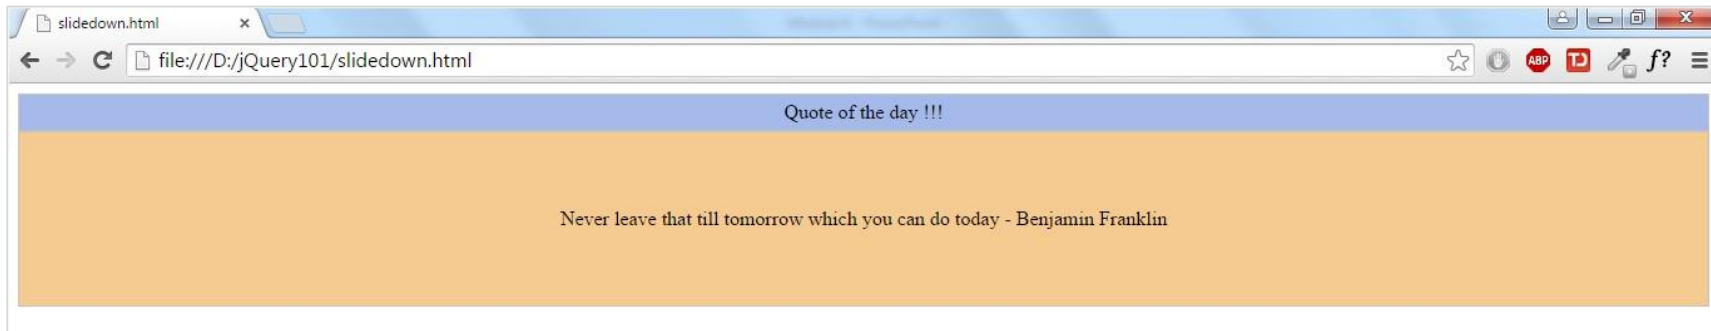 slidedown.html
file:///D:/jQuery101/slidedown.html
ABP
f?
Quote of the day !!!
Never leave that till tomorrow which you can do today - Benjamin Franklin